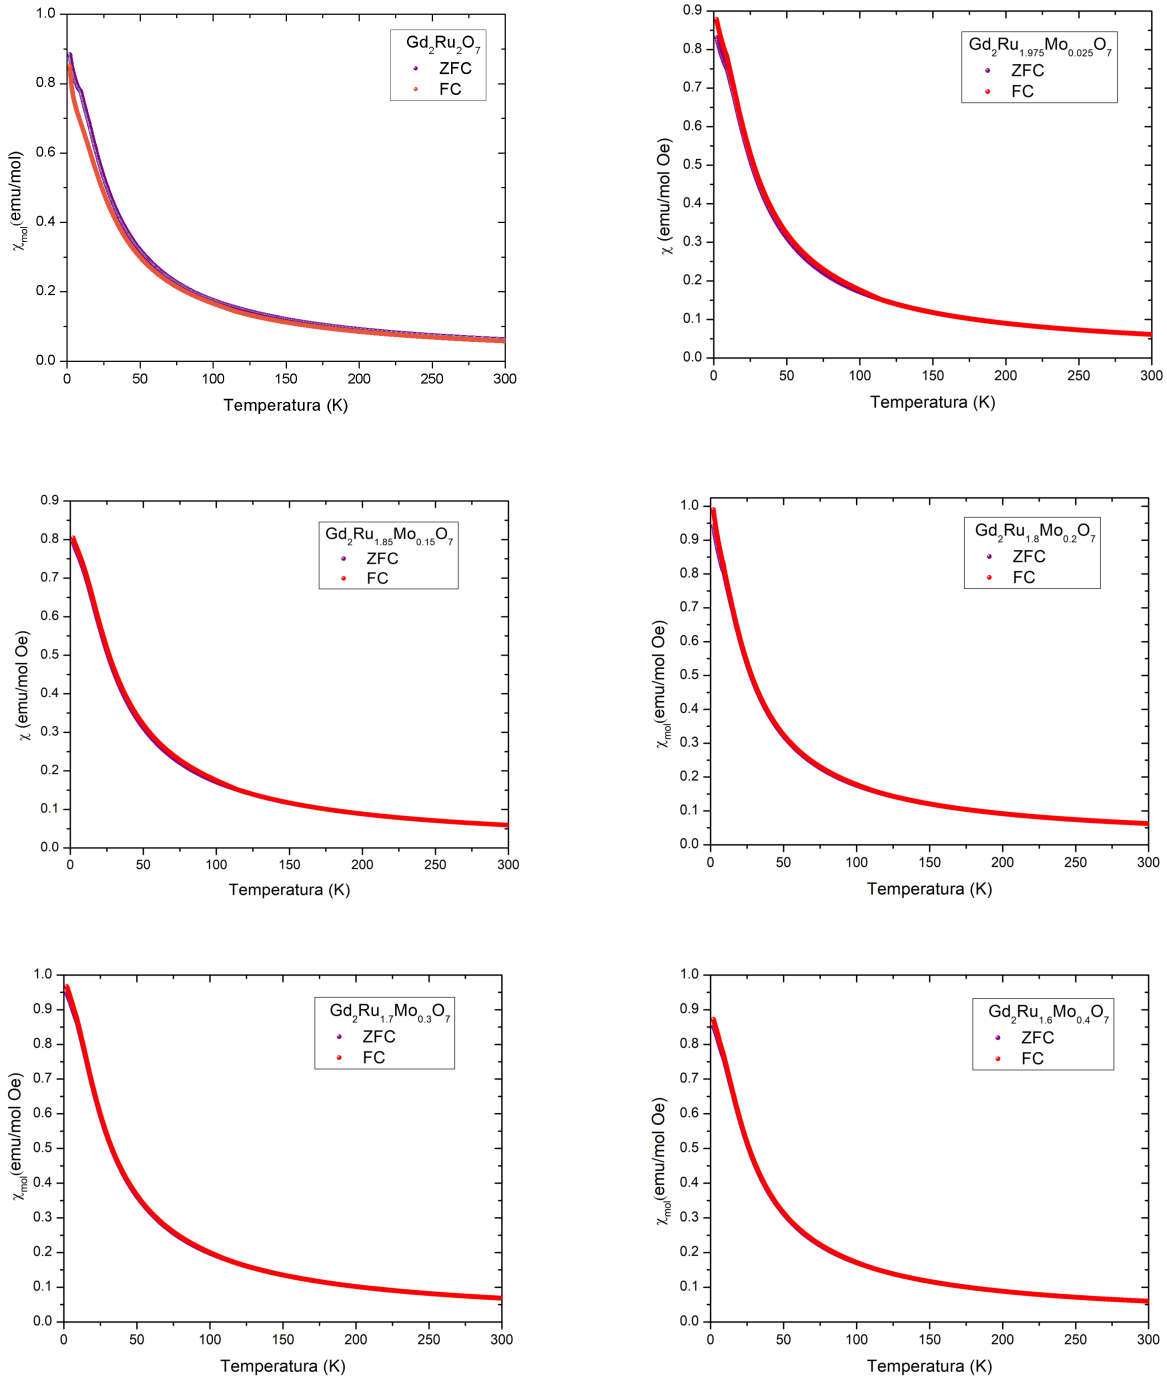 Gd2Ru2O7
ZFC
FC
1.0
0.8
0.6
0.4
0.2
0.0
χmol(emu/mol)
0 50 100 150 200 250 300
Temperatura (K)
Gd2Ru1.975Mo0.025O7
ZFC
FC
0.9
0.8
0.7
0.6
0.5
0.4
0.3
0.2
0.1
0.0
χ (emu/mol Oe)
0 50 100 150 200 250 300
Temperatura (K)
Gd2Ru1.85Mo0.15O7
ZFC
FC
0.9
0.8
0.7
0.6
0.5
0.4
0.3
0.2
0.1
0.0
χ (emu/mol Oe)
0 50 100 150 200 250 300
Temperatura (K)
Gd2Ru1.8Mo0.2O7
ZFC
FC
1.0
0.9
0.8
0.7
0.6
0.5
0.4
0.3
0.2
0.1
0.0
χmol(emu/mol Oe)
0 50 100 150 200 250 300
Temperatura (K)
Gd2Ru1.7Mo0.3O7
ZFC
FC
1.0
0.9
0.8
0.7
0.6
0.5
0.4
0.3
0.2
0.1
0.0
χmol(emu/mol Oe)
0 50 100 150 200 250 300
Temperatura (K)
Gd2Ru1.6Mo0.4O7
ZFC
FC
1.0
0.9
0.8
0.7
0.6
0.5
0.4
0.3
0.2
0.1
0.0
χmol(emu/mol Oe)
0 50 100 150 200 250 300
Temperatura (K)